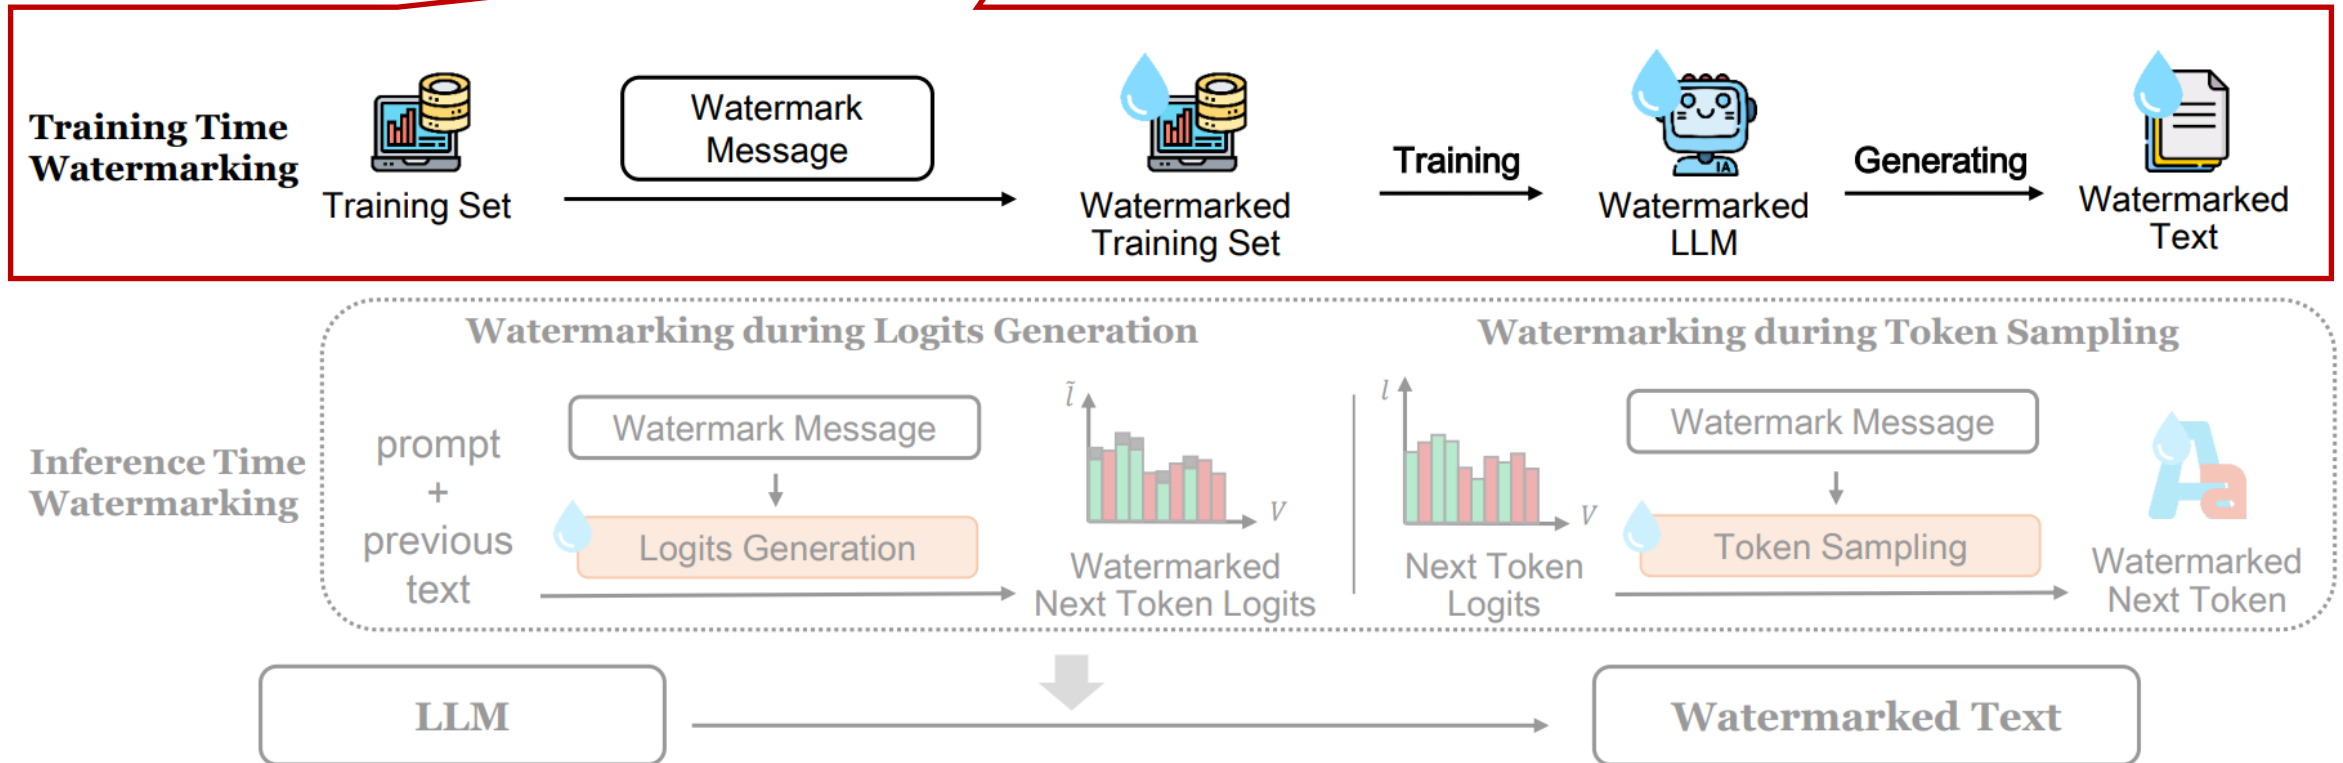 Training Time
Watermarking
Training Set
Watermark
Message
Watermarked
Training Set
Training
IA
Watermarked
LLM
Generating
Watermarked
Text
Inference Time
Watermarking
Watermarking during Logits Generation
prompt
+
previous
text
Watermark Message
Logits Generation
l̃
V
Watermarked
Next Token Logits
Watermarking during Token Sampling
l
V
Next Token
Logits
Watermark Message
Token Sampling
Aa
Watermarked
Next Token
LLM
Watermarked Text